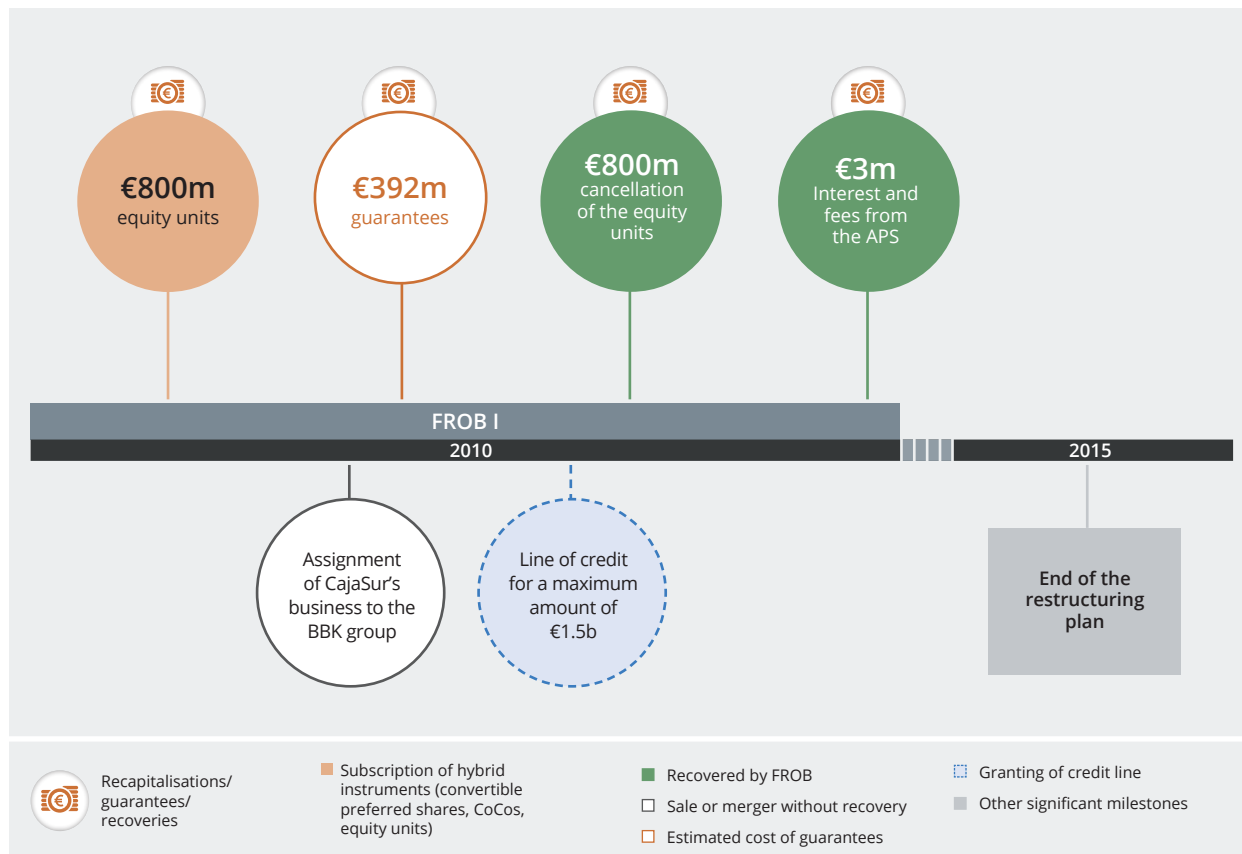 €800m
equity units
€392m
guarantees
€800m
cancellation
of the equity
units
€3m
Interest and
fees from
the APS
FROB I
2010
2015
Assignment
of CajaSur’s
business to the
BBK group
Line of credit
for a maximum
amount of
€1.5b
End of the
restructuring
plan
Recapitalisations/
guarantees/
recoveries
Subscription of hybrid
instruments (convertible
preferred shares, CoCos,
equity units)
Recovered by FROB
Sale or merger without recovery
Estimated cost of guarantees
Granting of credit line
Other significant milestones